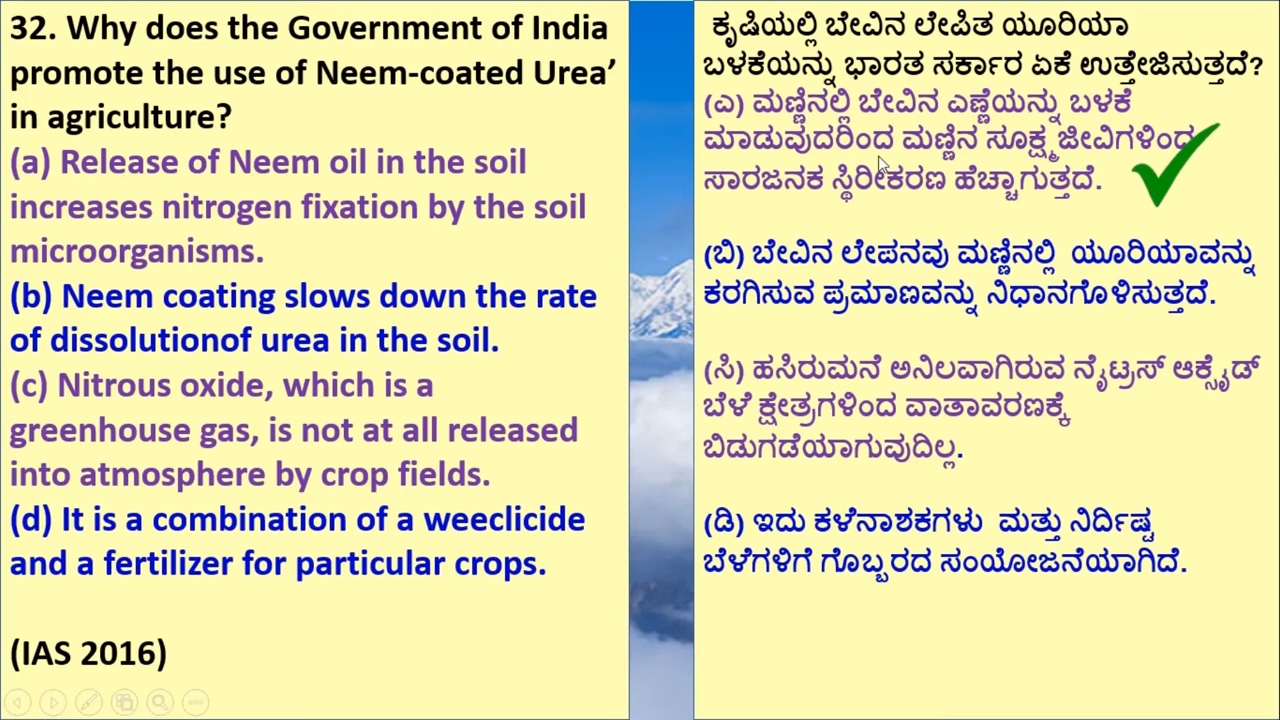 32. Why does the Government of India
promote the use of Neem-coated Urea’
in agriculture?
(a) Release of Neem oil in the soil
increases nitrogen fixation by the soil
microorganisms.
(b) Neem coating slows down the rate
of dissolutionof urea in the soil.
(c) Nitrous oxide, which is a
greenhouse gas, is not at all released
into atmosphere by crop fields.
(d) It is a combination of a weeclicide
and a fertilizer for particular crops.
(IAS 2016)
ಕೃಷಿಯಲ್ಲಿ ಬೇವಿನ ಲೇಪಿತ ಯೂರಿಯಾ
ಬಳಕೆಯನ್ನು ಭಾರತ ಸರ್ಕಾರ ಏಕೆ ಉತ್ತೇಜಿಸುತ್ತದೆ?
(ಎ) ಮಣ್ಣಿನಲ್ಲಿ ಬೇವಿನ ಎಣ್ಣೆಯನ್ನು ಬಳಕೆ
ಮಾಡುವುದರಿಂದ ಮಣ್ಣಿನ ಸೂಕ್ಷ್ಮಜೀವಿಗಳಿಂದ
ಸಾರಜನಕ ಸ್ಥಿರೀಕರಣ ಹೆಚ್ಚಾಗುತ್ತದೆ.
(ಬಿ) ಬೇವಿನ ಲೇಪನವು ಮಣ್ಣಿನಲ್ಲಿ ಯೂರಿಯಾವನ್ನು
ಕರಗಿಸುವ ಪ್ರಮಾಣವನ್ನು ನಿಧಾನಗೊಳಿಸುತ್ತದೆ.
(ಸಿ) ಹಸಿರುಮನೆ ಅನಿಲವಾಗಿರುವ ನೈಟ್ರಸ್ ಆಕ್ಸೈಡ್
ಬೆಳೆ ಕ್ಷೇತ್ರಗಳಿಂದ ವಾತಾವರಣಕ್ಕೆ
ಬಿಡುಗಡೆಯಾಗುವುದಿಲ್ಲ.
(ಡಿ) ಇದು ಕಳೆನಾಶಕಗಳು ಮತ್ತು ನಿರ್ದಿಷ್ಟ
ಬೆಳೆಗಳಿಗೆ ಗೊಬ್ಬರದ ಸಂಯೋಜನೆಯಾಗಿದೆ.